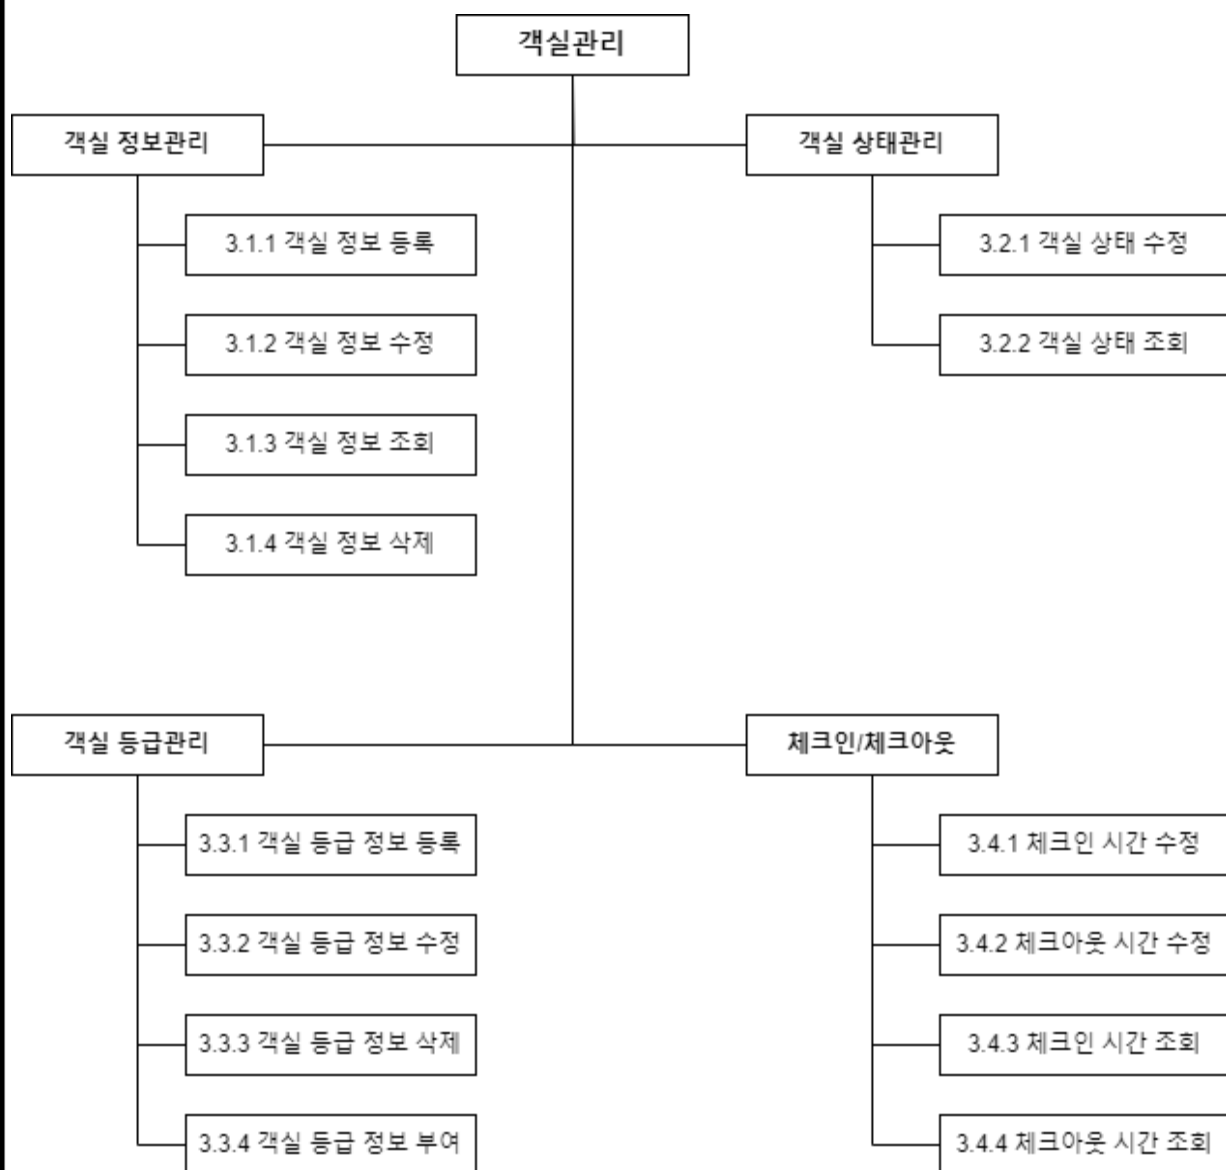 객실관리
객실 정보관리
3.1.1 객실 정보 등록
3.1.2 객실 정보 수정
3.1.3 객실 정보 조회
3.1.4 객실 정보 삭제
객실 상태관리
3.2.1 객실 상태 수정
3.2.2 객실 상태 조회
객실 등급관리
3.3.1 객실 등급 정보 등록
3.3.2 객실 등급 정보 수정
3.3.3 객실 등급 정보 삭제
3.3.4 객실 등급 정보 부여
체크인/체크아웃
3.4.1 체크인 시간 수정
3.4.2 체크아웃 시간 수정
3.4.3 체크인 시간 조회
3.4.4 체크아웃 시간 조회